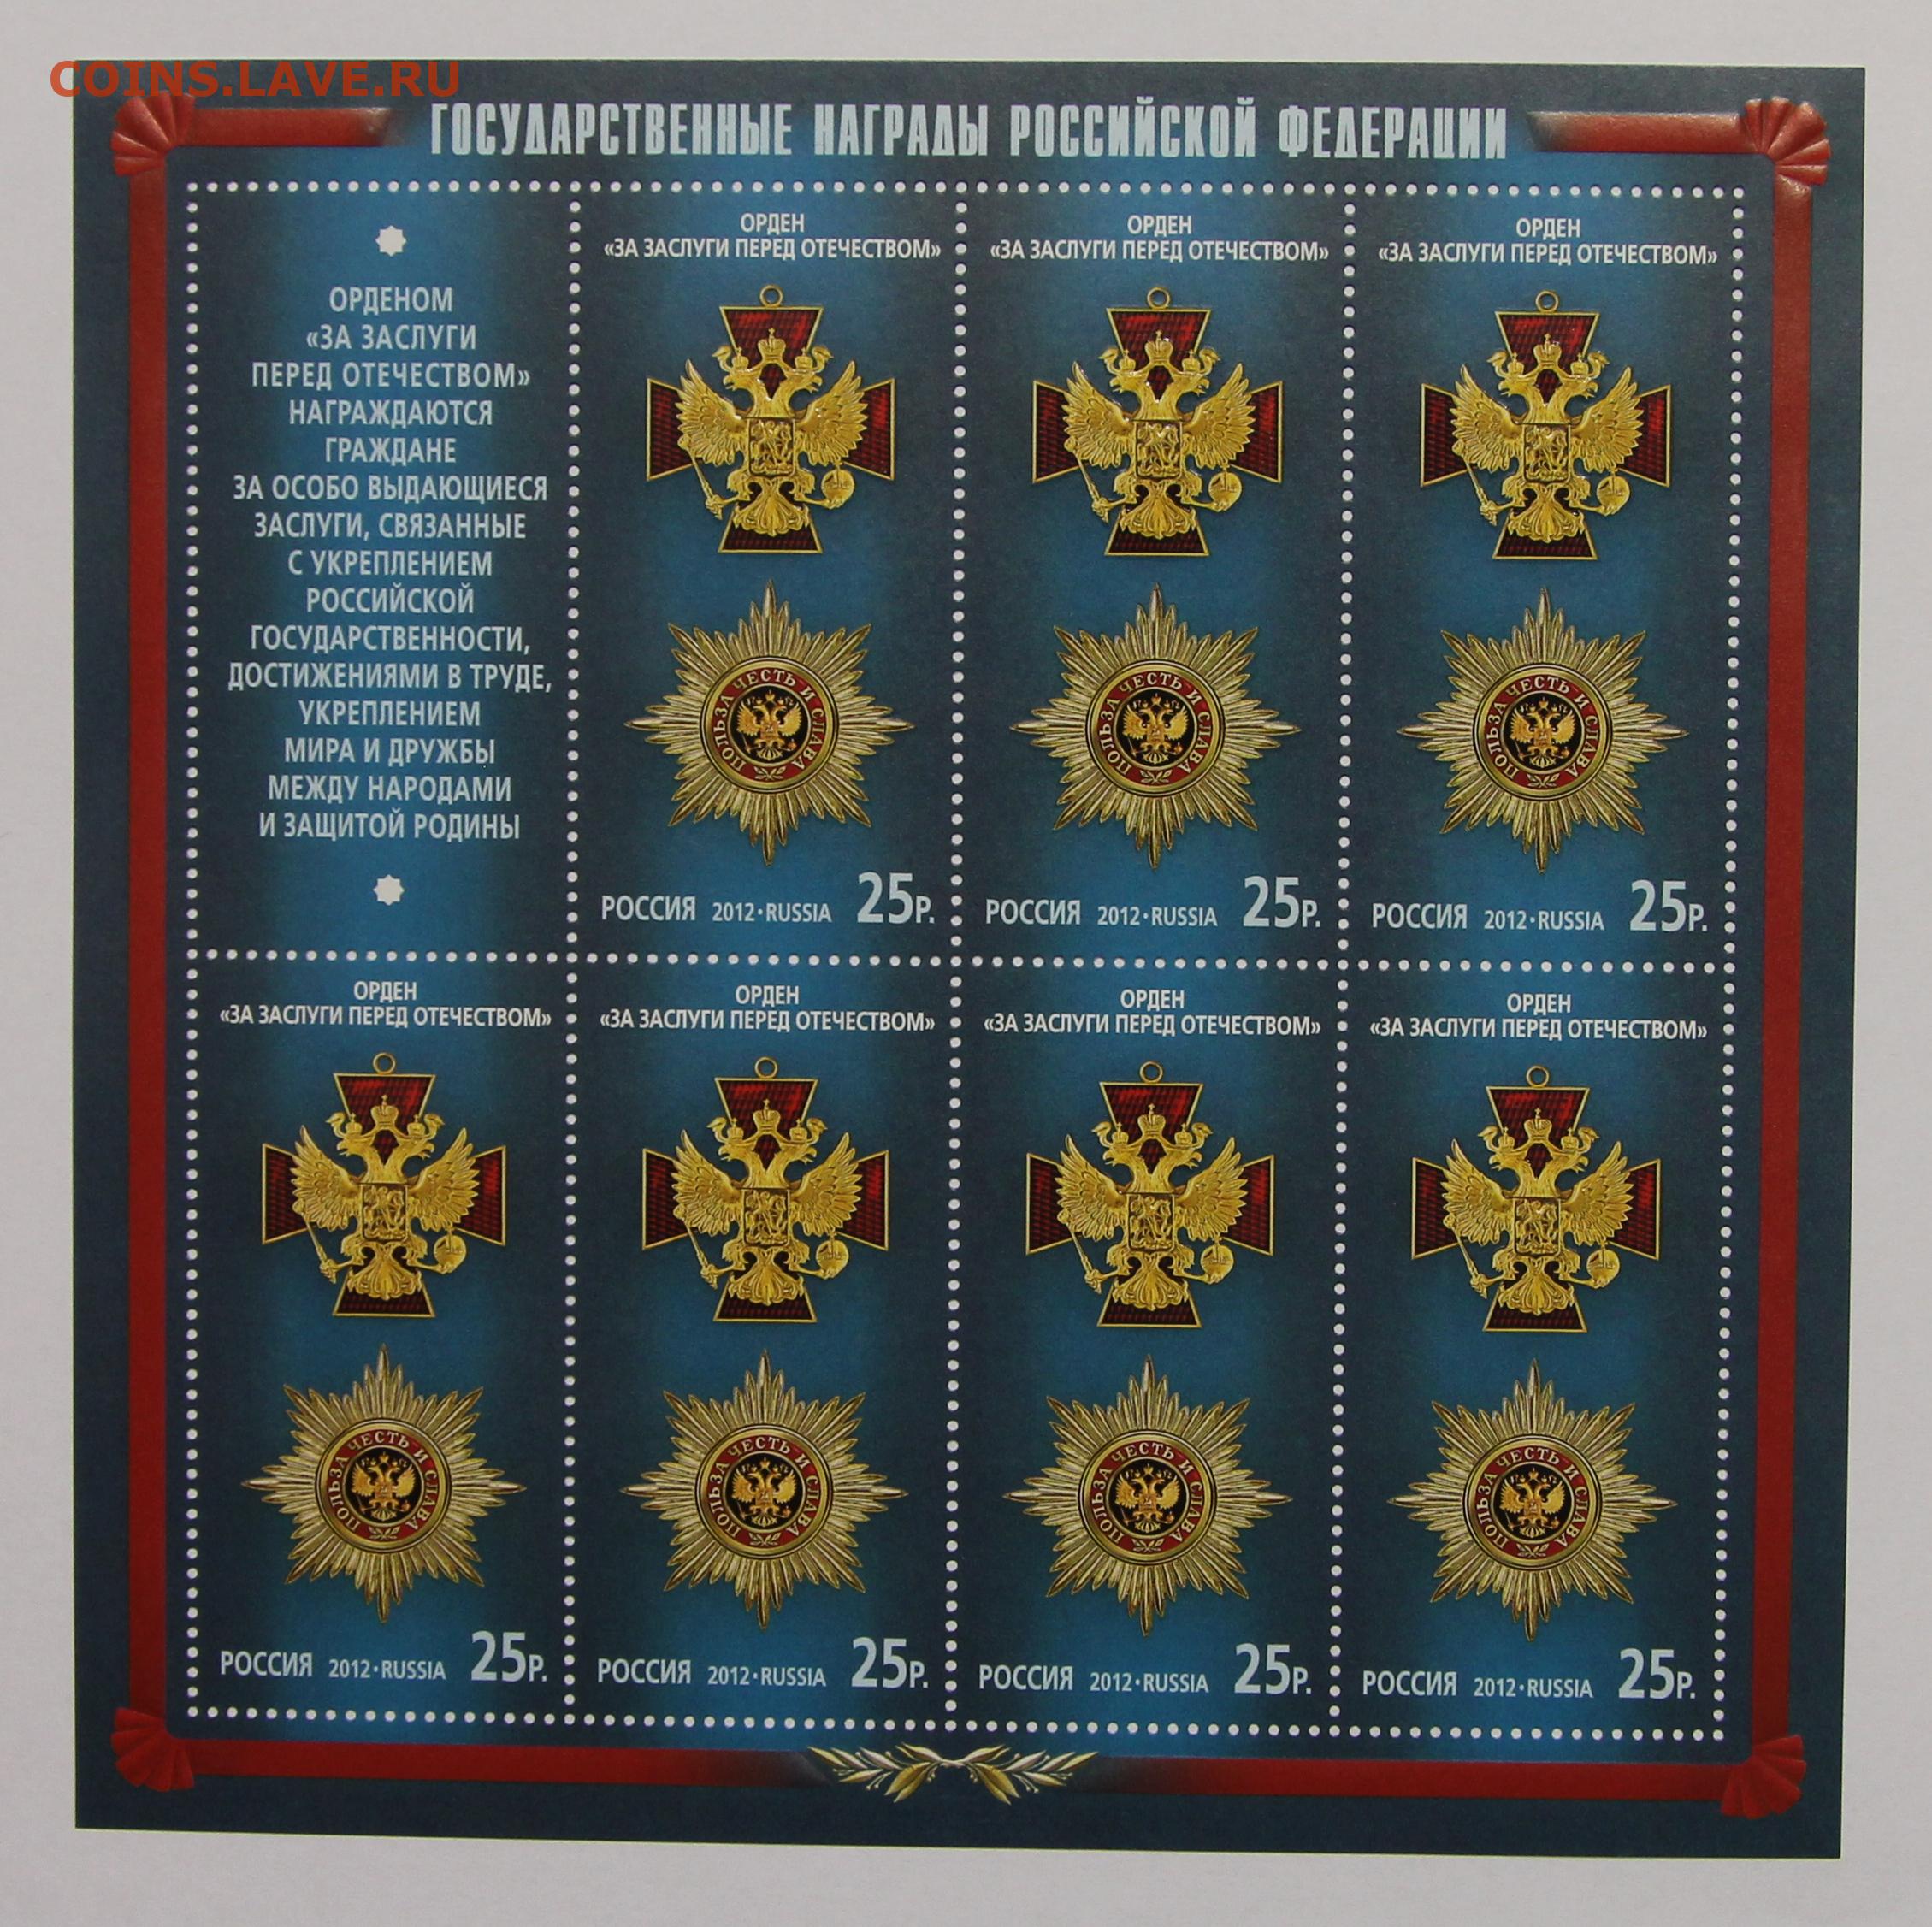 COINS.LAVE.RU
ГОСУДАРСТВЕННЫЕ НАГРАДЫ РОССИЙСКОЙ ФЕДЕРАЦИИ
ОРДЕНОМ
«ЗА ЗАСЛУГИ
ПЕРЕД ОТЕЧЕСТВОМ»
НАГРАЖДАЮТСЯ
ГРАЖДАНЕ
ЗА ОСОБО ВЫДАЮЩИЕСЯ
ЗАСЛУГИ, СВЯЗАННЫЕ
С УКРЕПЛЕНИЕМ
РОССИЙСКОЙ
ГОСУДАРСТВЕННОСТИ,
ДОСТИЖЕНИЯМИ В ТРУДЕ,
УКРЕПЛЕНИЕМ
МИРА И ДРУЖБЫ
МЕЖДУ НАРОДАМИ
И ЗАЩИТОЙ РОДИНЫ
ОРДЕН
«ЗА ЗАСЛУГИ ПЕРЕД ОТЕЧЕСТВОМ»
ПОЛЬЗА ЧЕСТЬ И СЛАВА
РОССИЯ 2012·RUSSIA 25Р.
ОРДЕН
«ЗА ЗАСЛУГИ ПЕРЕД ОТЕЧЕСТВОМ»
ПОЛЬЗА ЧЕСТЬ И СЛАВА
РОССИЯ 2012·RUSSIA 25Р.
ОРДЕН
«ЗА ЗАСЛУГИ ПЕРЕД ОТЕЧЕСТВОМ»
ПОЛЬЗА ЧЕСТЬ И СЛАВА
РОССИЯ 2012·RUSSIA 25Р.
ОРДЕН
«ЗА ЗАСЛУГИ ПЕРЕД ОТЕЧЕСТВОМ»
ПОЛЬЗА ЧЕСТЬ И СЛАВА
РОССИЯ 2012·RUSSIA 25Р.
ОРДЕН
«ЗА ЗАСЛУГИ ПЕРЕД ОТЕЧЕСТВОМ»
ПОЛЬЗА ЧЕСТЬ И СЛАВА
РОССИЯ 2012·RUSSIA 25Р.
ОРДЕН
«ЗА ЗАСЛУГИ ПЕРЕД ОТЕЧЕСТВОМ»
ПОЛЬЗА ЧЕСТЬ И СЛАВА
РОССИЯ 2012·RUSSIA 25Р.
ОРДЕН
«ЗА ЗАСЛУГИ ПЕРЕД ОТЕЧЕСТВОМ»
ПОЛЬЗА ЧЕСТЬ И СЛАВА
РОССИЯ 2012·RUSSIA 25Р.